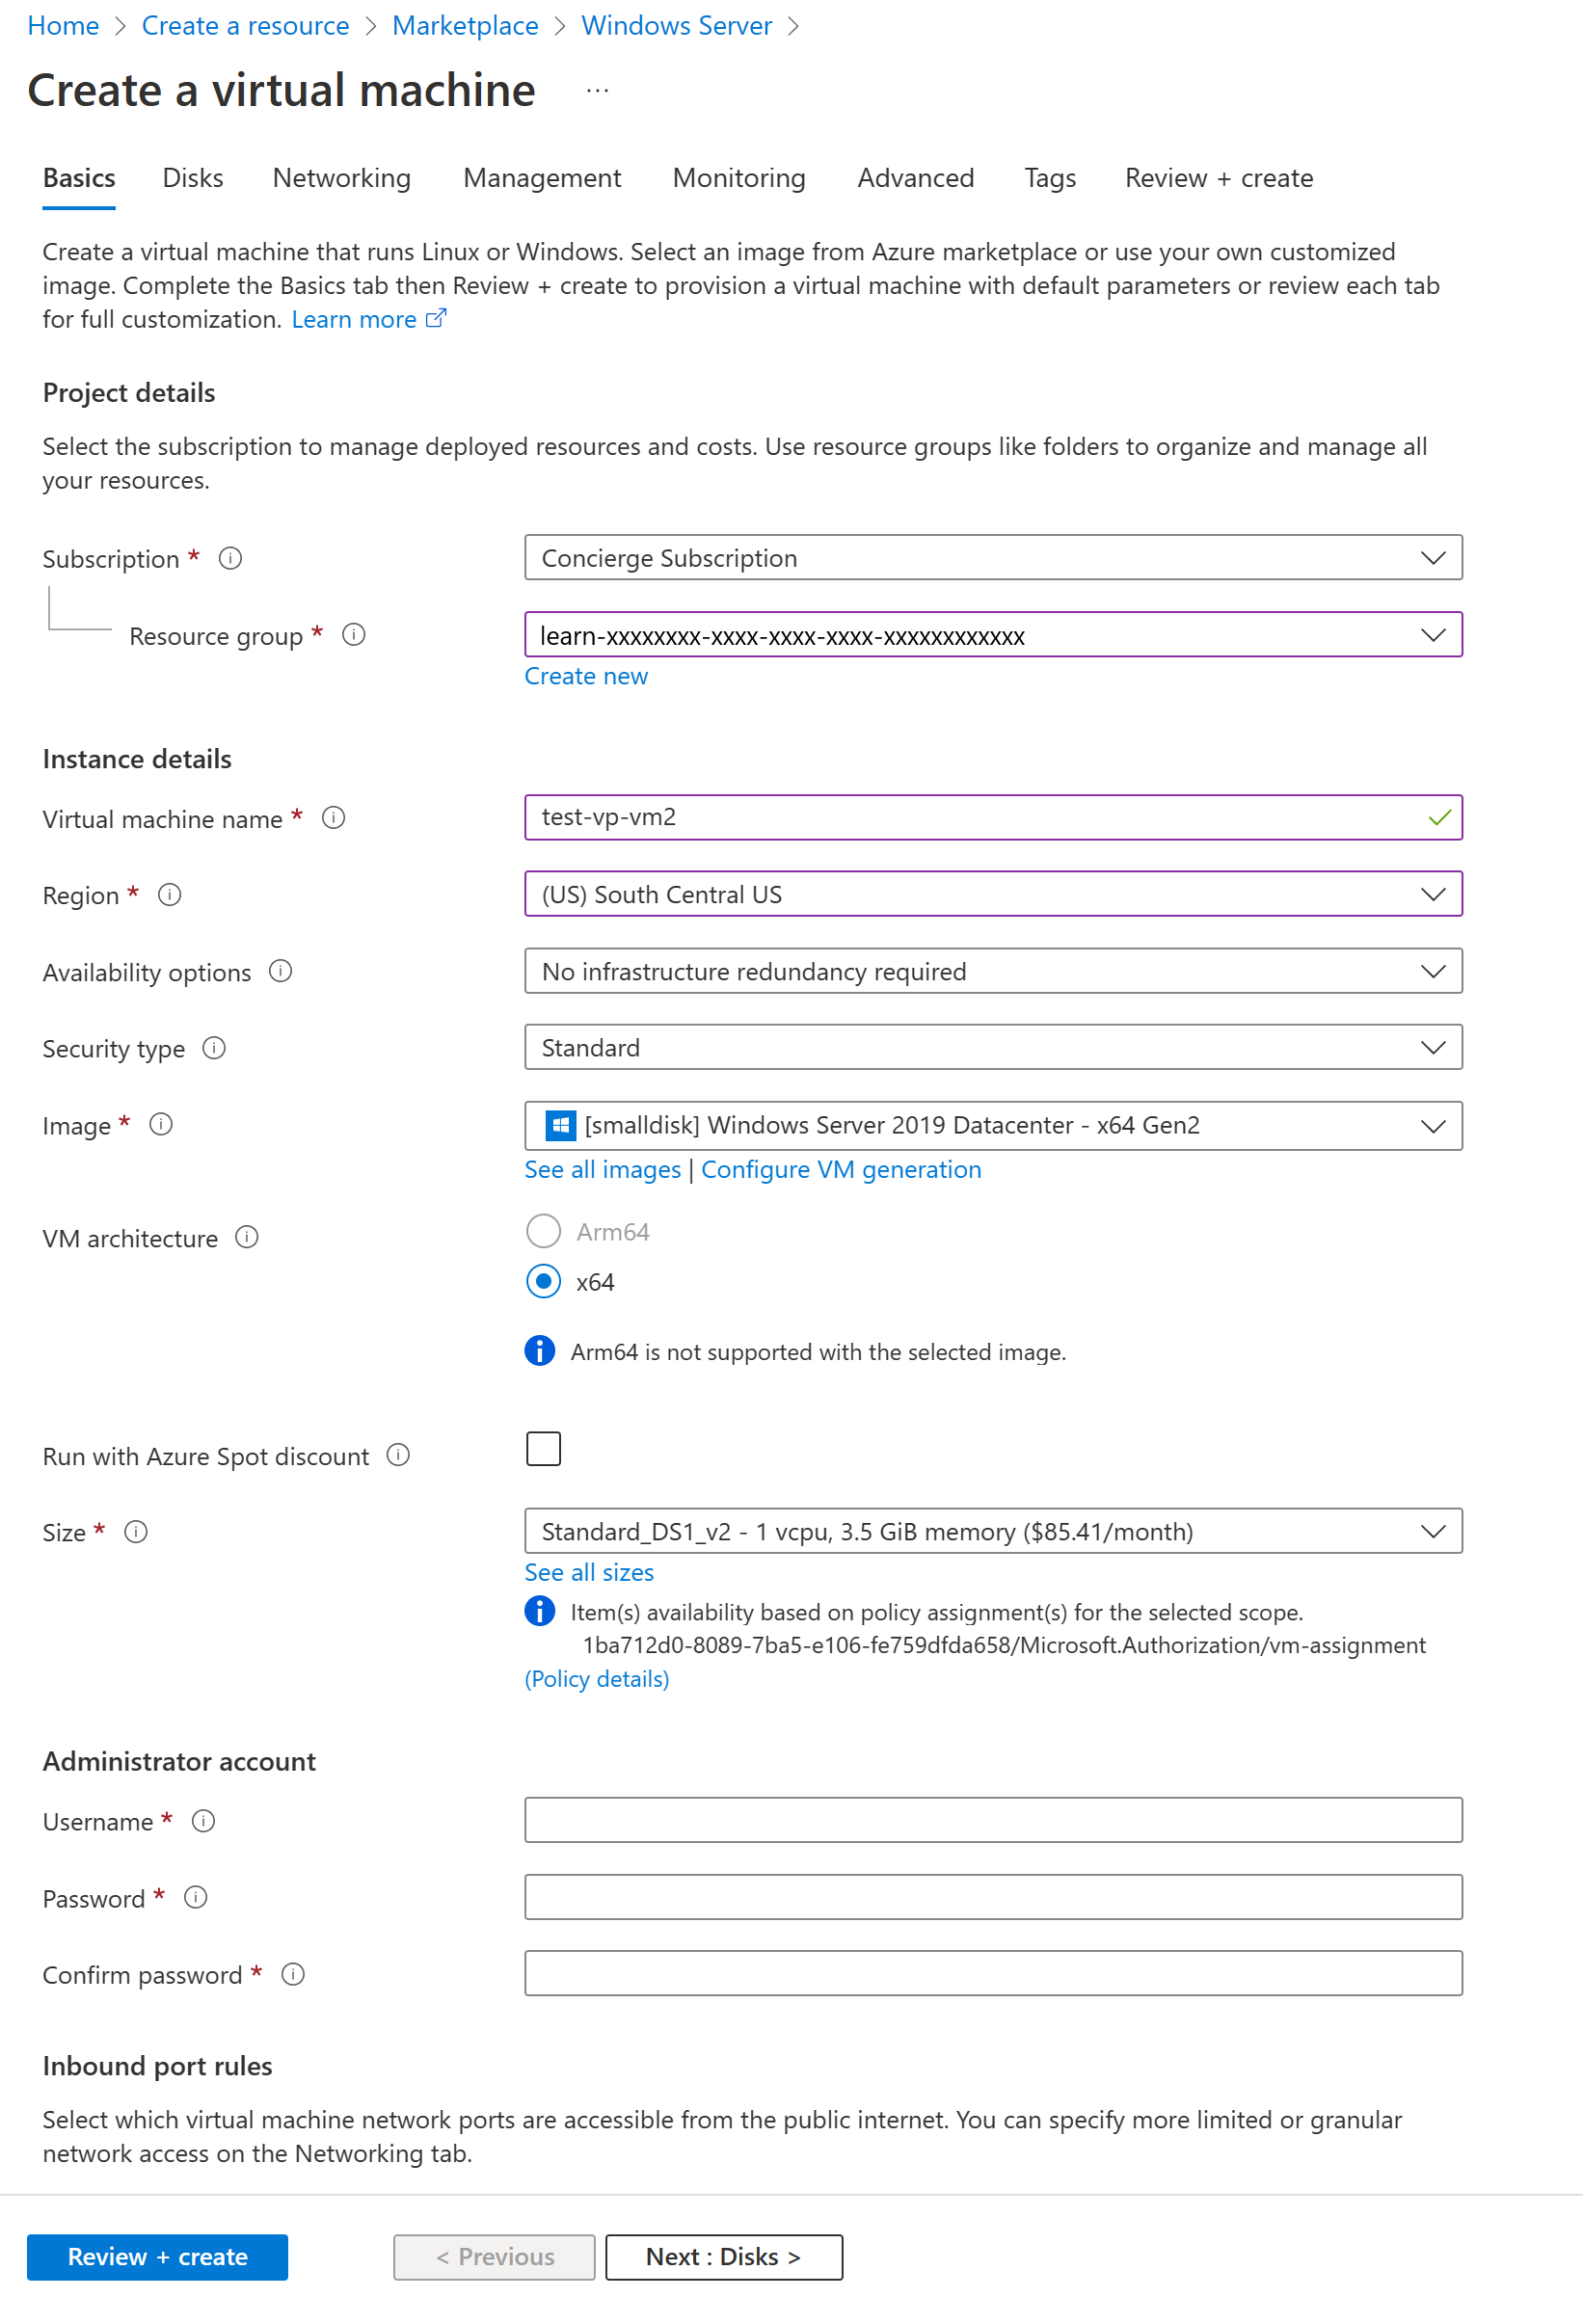 Home > Create a resource > Marketplace > Windows Server >
Create a virtual machine ...
Basics Disks Networking Management Monitoring Advanced Tags Review + create
Create a virtual machine that runs Linux or Windows. Select an image from Azure marketplace or use your own customized
image. Complete the Basics tab then Review + create to provision a virtual machine with default parameters or review each tab
for full customization. Learn more
Project details
Select the subscription to manage deployed resources and costs. Use resource groups like folders to organize and manage all
your resources.
Subscription * Concierge Subscription
Resource group * learn-xxxxxxxx-xxxx-xxxx-xxxx-xxxxxxxxxxxx
Create new
Instance details
Virtual machine name * test-vp-vm2
Region * (US) South Central US
Availability options No infrastructure redundancy required
Security type Standard
Image * [smalldisk] Windows Server 2019 Datacenter - x64 Gen2
See all images | Configure VM generation
VM architecture Arm64
x64
Arm64 is not supported with the selected image.
Run with Azure Spot discount
Size * Standard_DS1_v2 - 1 vcpu, 3.5 GiB memory ($85.41/month)
See all sizes
Item(s) availability based on policy assignment(s) for the selected scope.
1ba712d0-8089-7ba5-e106-fe759dfda658/Microsoft.Authorization/vm-assignment
(Policy details)
Administrator account
Username *
Password *
Confirm password *
Inbound port rules
Select which virtual machine network ports are accessible from the public internet. You can specify more limited or granular
network access on the Networking tab.
Review + create < Previous Next : Disks >